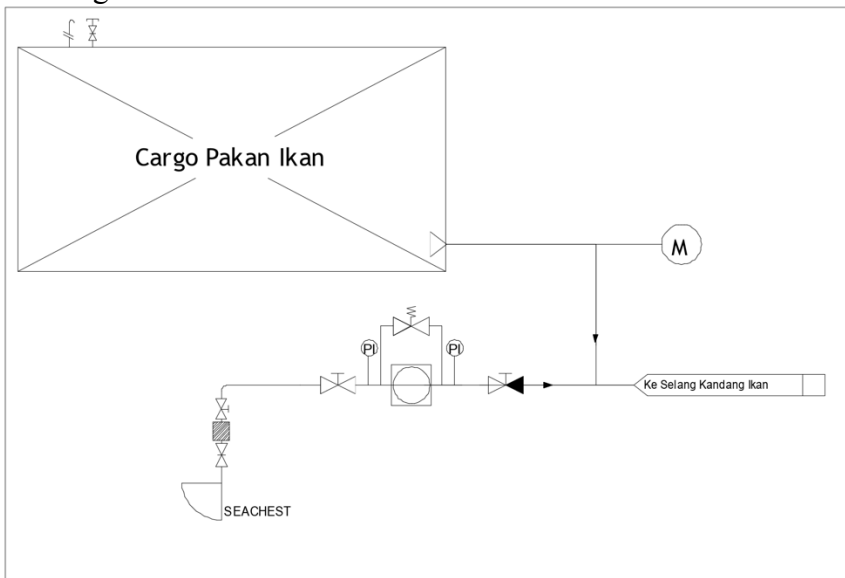 Cargo Pakan Ikan
M
PI
PI
Ke Selang Kandang Ikan
SEACHEST